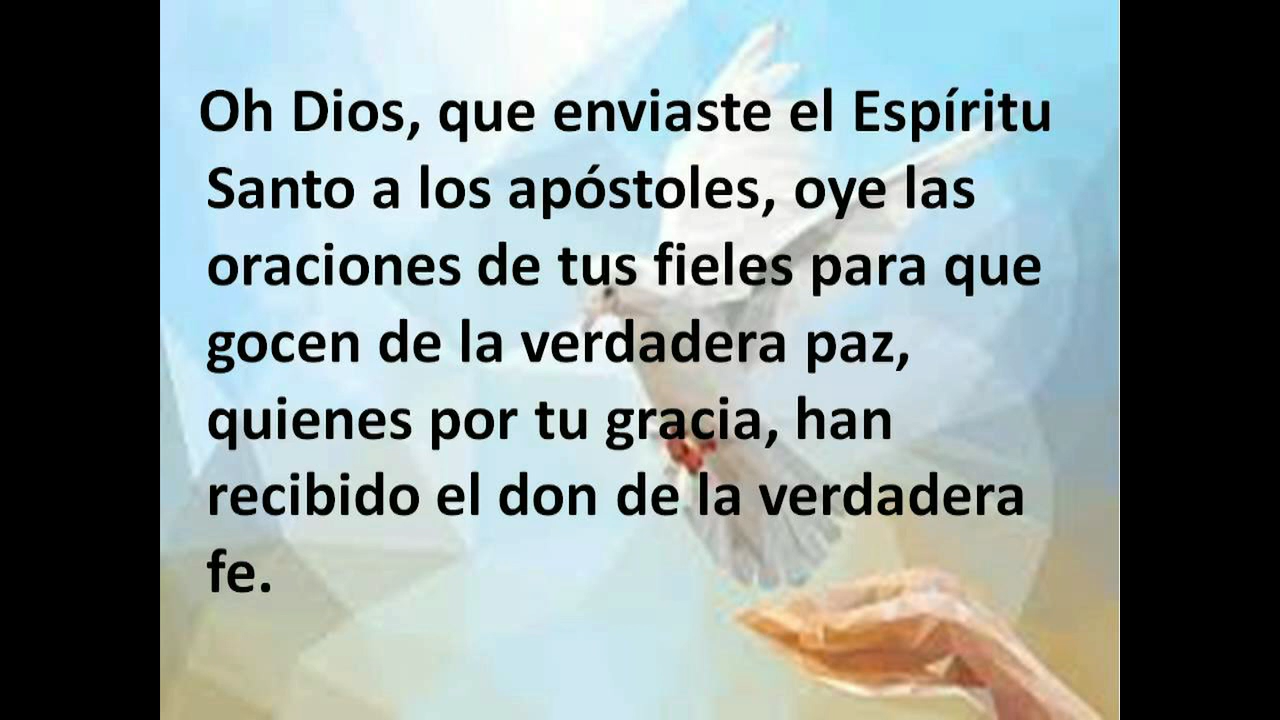 Oh Dios, que enviaste el Espíritu
Santo a los apóstoles, oye las
oraciones de tus fieles para que
gocen de la verdadera paz,
quienes por tu gracia, han
recibido el don de la verdadera
fe.